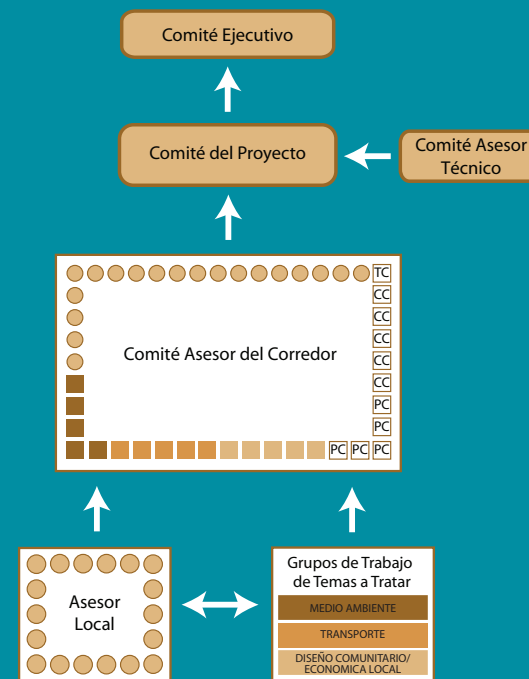 Comité Ejecutivo
Comité del Proyecto
Comité Asesor
Técnico
TC
CC
CC
CC
CC
CC
PC
PC
PC PC PC
Comité Asesor del Corredor
Asesor
Local
Grupos de Trabajo
de Temas a Tratar
MEDIO AMBIENTE
TRANSPORTE
DISEÑO COMUNITARIO/
ECONOMICA LOCAL